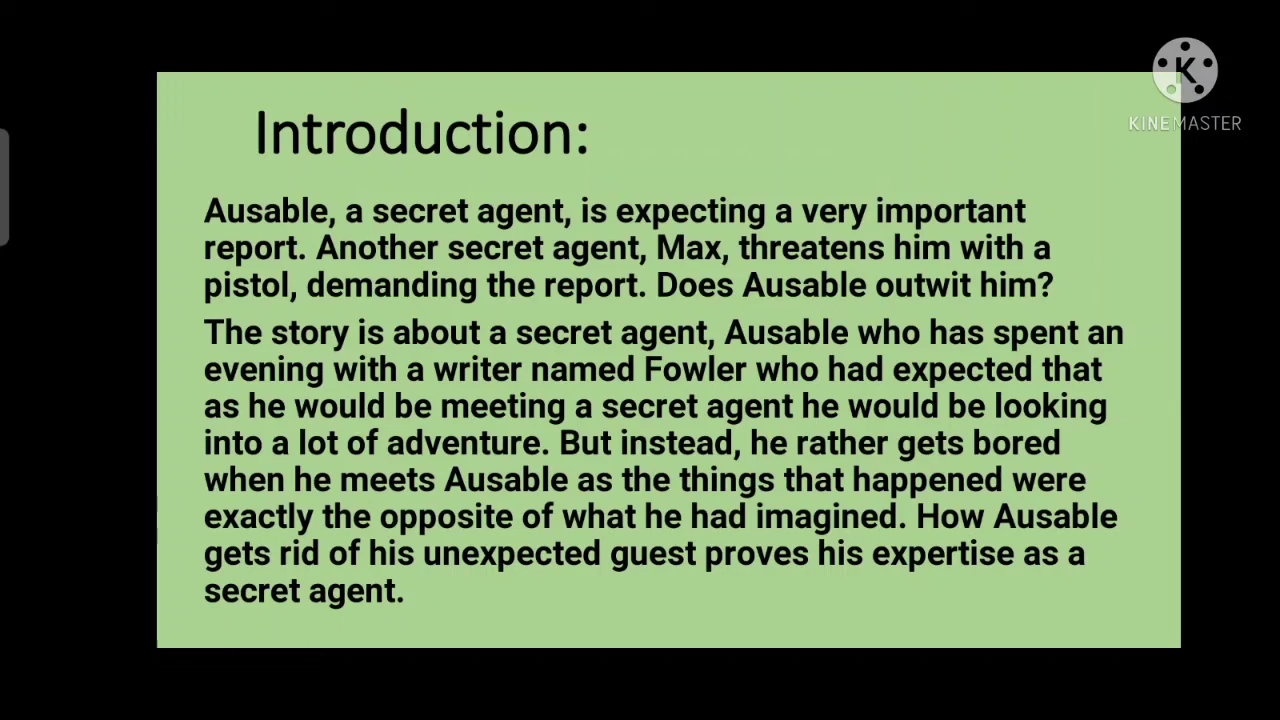 Introduction:
K
KINEMASTER
Ausable, a secret agent, is expecting a very important
report. Another secret agent, Max, threatens him with a
pistol, demanding the report. Does Ausable outwit him?
The story is about a secret agent, Ausable who has spent an
evening with a writer named Fowler who had expected that
as he would be meeting a secret agent he would be looking
into a lot of adventure. But instead, he rather gets bored
when he meets Ausable as the things that happened were
exactly the opposite of what he had imagined. How Ausable
gets rid of his unexpected guest proves his expertise as a
secret agent.